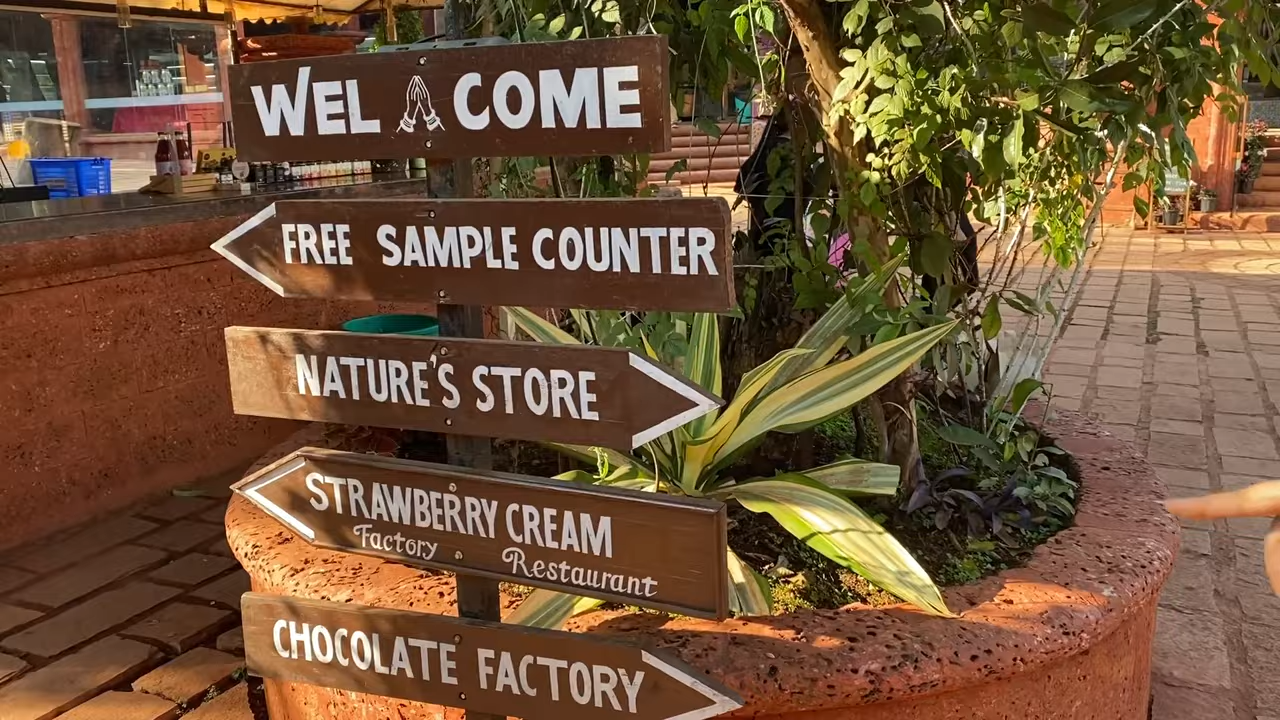 WEL COME
FREE SAMPLE COUNTER
NATURE'S STORE
STRAWBERRY CREAM
Factory Restaurant
CHOCOLATE FACTORY